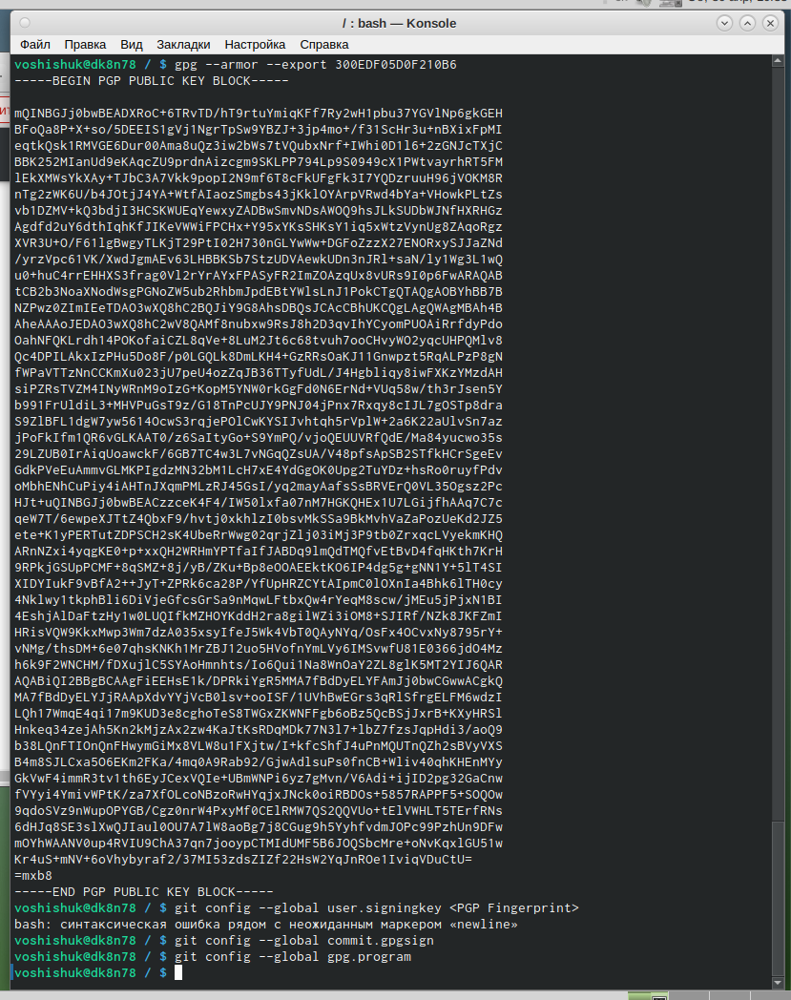 / : bash — Konsole
Файл Правка Вид Закладки Настройка Справка
voshishuk@dk8n78 / $ gpg --armor --export 300EDF05D0F210B6
-----BEGIN PGP PUBLIC KEY BLOCK-----
mQINBGJj0bwBEADXRoC+6TRvTD/hT9rtuYmiqKFf7Ry2wH1pbu37YGVlNp6gkGEH
BFoQa8P+X+so/5DEEIS1gVj1NgrTpSw9YBZJ+3jp4mo+/f31ScHr3u+nBXixFpMI
eqtkQsk1RMVGE6Dur00Ama8uQz3iw2bWs7tVQubxNrf+IWhi0D1l6+2zGNJcTXjC
BBK252MIanUd9eKAqcZU9prdnAizcgm9SKLPP794Lp9S0949cX1PWtvayrhRT5FM
lEkXMWsYkXAy+TJbC3A7Vkk9popI2N9mf6T8cFkUFgFk3I7YQDzruuH96jVOKM8R
nTg2zWK6U/b4JOtjJ4YA+WtfAIaozSmgbs43jKklOYArpVRwd4bYa+VHowkPLtZs
vb1DZMV+kQ3bdjI3HCSKWUEqYewxyZADBwSmvNDsAWOQ9hsJLkSUDbWJNfHXRHGz
Agdfd2uY6dthIqhKfJIKeVWWiFPCHx+Y95xYKsSHKsY1iq5xWtzVynUg8ZAqoRgz
XVR3U+O/F61lgBwgyTLKjT29PtI02H730nGLYwWw+DGFoZzzX27ENORxySJJaZNd
/yrzVpc61VK/XwdJgmAEv63LHBBKSb7StzUDVAewkUDn3nJRl+saN/ly1Wg3L1wQ
u0+huC4rrEHHXS3frag0Vl2rYrAYxFPASyFR2ImZOAzqUx8vURs9I0p6FwARAQAB
tCB2b3NoaXNodWsgPGNoZW5ub2RhbmJpdEBtYWlsLnJ1PokCTgQTAQgAOBYhBB7B
NZPwz0ZImIEeTDAO3wXQ8hC2BQJiY9G8AhsDBQsJCAcCBhUKCQgLAgQWAgMBAh4B
AheAAAoJEDAO3wXQ8hC2wV8QAMf8nubxw9RsJ8h2D3qvIhYCyomPUOAiRrfdyPdo
OahNFQKLrdh14POKofaiCZL8qVe+8LuM2Jt6c68tvuh7ooCHvyWO2yqcUHPQMlv8
Qc4DPILAkxIzPHu5Do8F/p0LGQLk8DmLKH4+GzRRsOaKJ11Gnwpzt5RqALPzP8gN
fWPaVTTzNnCCKmXu023jU7peU4ozZqJB36TTyfUdL/J4Hgbliqy8iwFXKzYMzdAH
siPZRsTVZM4INyWRnM9oIzG+KopM5YNW0rkGgFd0N6ErNd+VUq58w/th3rJsen5Y
b991FrUldiL3+MHVPuGsT9z/G18TnPcUJY9PNJ04jPnx7Rxqy8cIJL7gOSTp8dra
S9ZlBFL1dgW7yw5614OcwS3rqjePOlCwKYSIJvhtqh5rVplW+2a6K22aUlvSn7az
jPoFkIfm1QR6vGLKAAT0/z6SaItyGo+S9YmPQ/vjoQEUUVRfQdE/Ma84yucwo35s
29LZUB0IrAiqUoawckF/6GB7TC4w3L7vNGqQZsUA/V48pfsApSB2STfkHCrSgeEv
GdkPVeEuAmmvGLMKPIgdzMN32bM1LcH7xE4YdGgOK0Upg2TuYDz+hsRo0ruyfPdv
oMbhENhCuPiy4iAHTnJXqmPMLzRJ45GsI/yq2mayAafsSsBRVErQ0VL35Ogsz2Pc
HJt+uQINBGJj0bwBEACzzceK4F4/IW50lxfa07nM7HGKQHEx1U7LGijfhAAq7C7c
qeW7T/6ewpeXJTtZ4QbxF9/hvtj0xkhlzI0bsvMkSSa9BkMvhVaZaPozUeKd2JZ5
ete+K1yPERTutZDPSCH2sK4UbeRrWwg02qrjZlj03iMj3P9tb0ZrxqcLVyekmKHQ
ARnNZxi4yqgKE0+p+xxQH2WRHmYPTfaIfJABDq9lmQdTMQfvEtBvD4fqHKth7KrH
9RPkjGSUpPCMF+8qSMZ+8j/yB/ZKu+Bp8eOOAEEktKO6IP4dg5g+gNN1Y+5lT4SI
XIDYIukF9vBfA2++JyT+ZPRk6ca28P/YfUpHRZCYtAIpmC0lOXnIa4Bhk6lTH0cy
4Nklwy1tkphBli6DiVjeGfcsGrSa9nMqwLFtbxQw4rYeqM8scw/jMEu5jPjxN1BI
4EshjAlDaFtzHy1w0LUQIfkMZHOYKddH2ra8gilWZi3iOM8+SJIRf/NZk8JKFZmI
HRisVQW9KkxMwp3Wm7dzA035xsyIfeJ5Wk4VbT0QAyNYq/OsFx4OCvxNy8795rY+
vNMg/thsDM+6e07qhsKNKh1MrZBJ12uo5HVofnYmLVy6IMSvwfU81E0366jdO4Mz
h6k9F2WNCHM/fDXujlC5SYAoHmnhts/Io6Qui1Na8WnOaY2ZL8glK5MT2YIJ6QAR
AQABiQI2BBgBCAAgFiEEHsE1k/DPRkiYgR5MMA7fBdDyELYFAmJj0bwCGwwACgkQ
MA7fBdDyELYJjRAApXdvYYjVcB0lsv+ooISF/1UVhBwEGrs3qRlSfrgELFM6wdzI
LQh17WmqE4qi17m9KUD3e8cghoTeS8TWGxZKWNFFgb6oBz5QcBSjJxrB+KXyHRSl
Hnkeq34zejAh5Kn2kMjzAx2zw4KaJtKsRDqMDk77N3l7+lbZ7fzsJqpHdi3/aoQ9
b38LQnFTIOnQnFHwymGiMx8VLW8u1FXjtw/I+kfcShfJ4uPnMQUTnQZh2sBVyVXS
B4m8SJLCxa5O6EKm2FKa/4mq0A9Rab92/GjwAdlsuPs0fnCB+Wliv40qhKHEnMYy
GkVwF4immR3tv1th6EyJCexVQIe+UBmWNPi6yz7gMvn/V6Adi+ijID2pg32GaCnw
fVYyi4YmivWPtK/za7XfOLcoNBzoRwHYqjxJNck0oiRBDOs+5857RAPPF5+SOQOw
9qdoSVz9nWupOPYGB/Cgz0nrW4PxyMf0CElRMW7QS2QQVUo+tElVWHLT5TErfRNs
6dHJq8SE3slXwQJIaul0OU7A7lW8aoBg7j8CGug9h5YyhfvdmJOPc99PzhUn9DFw
mOYhWAANV0up4RVIU9ChA37qn7jooypCTMIdUMF5B6JOQSbcMre+oNvKqxlGU51w
Kr4uS+mNV+6oVhybyraf2/37MI53zdsZIZf22HsW2YqJnROe1IviqVDuCtU=
=mxb8
-----END PGP PUBLIC KEY BLOCK-----
voshishuk@dk8n78 / $ git config --global user.signingkey <PGP Fingerprint>
bash: синтаксическая ошибка рядом с неожиданным маркером «newline»
voshishuk@dk8n78 / $ git config --global commit.gpgsign
voshishuk@dk8n78 / $ git config --global gpg.program
voshishuk@dk8n78 / $